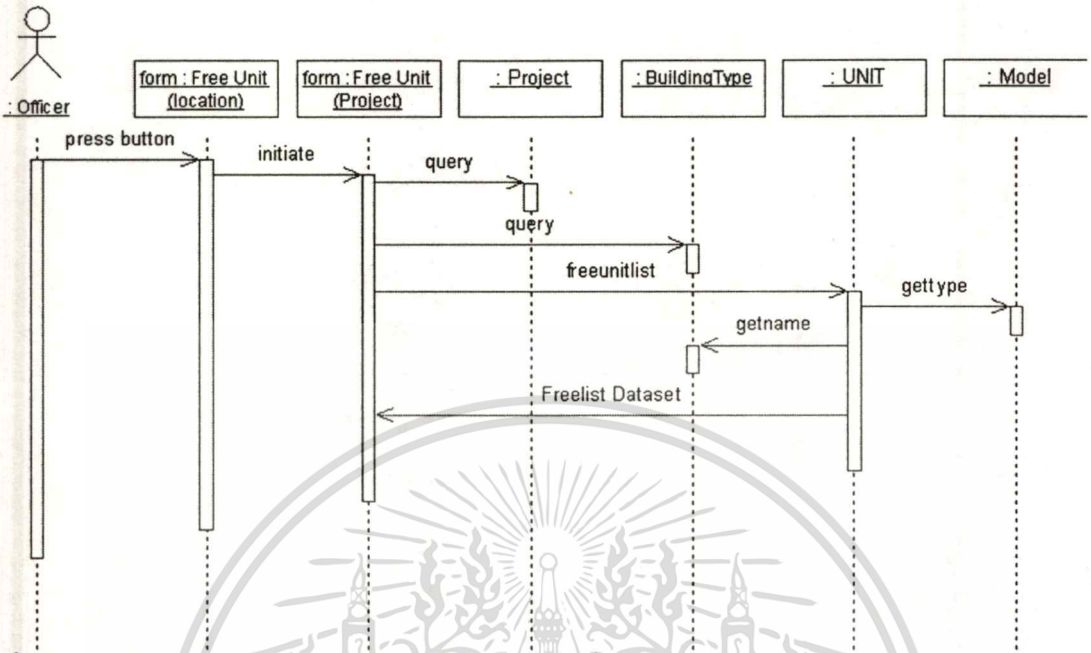 : Officer
form : Free Unit
(location)
form : Free Unit
(Project)
: Project
: BuildingType
: UNIT
: Model
press button
initiate
query
query
freeunitlist
gettype
getname
Freelist Dataset